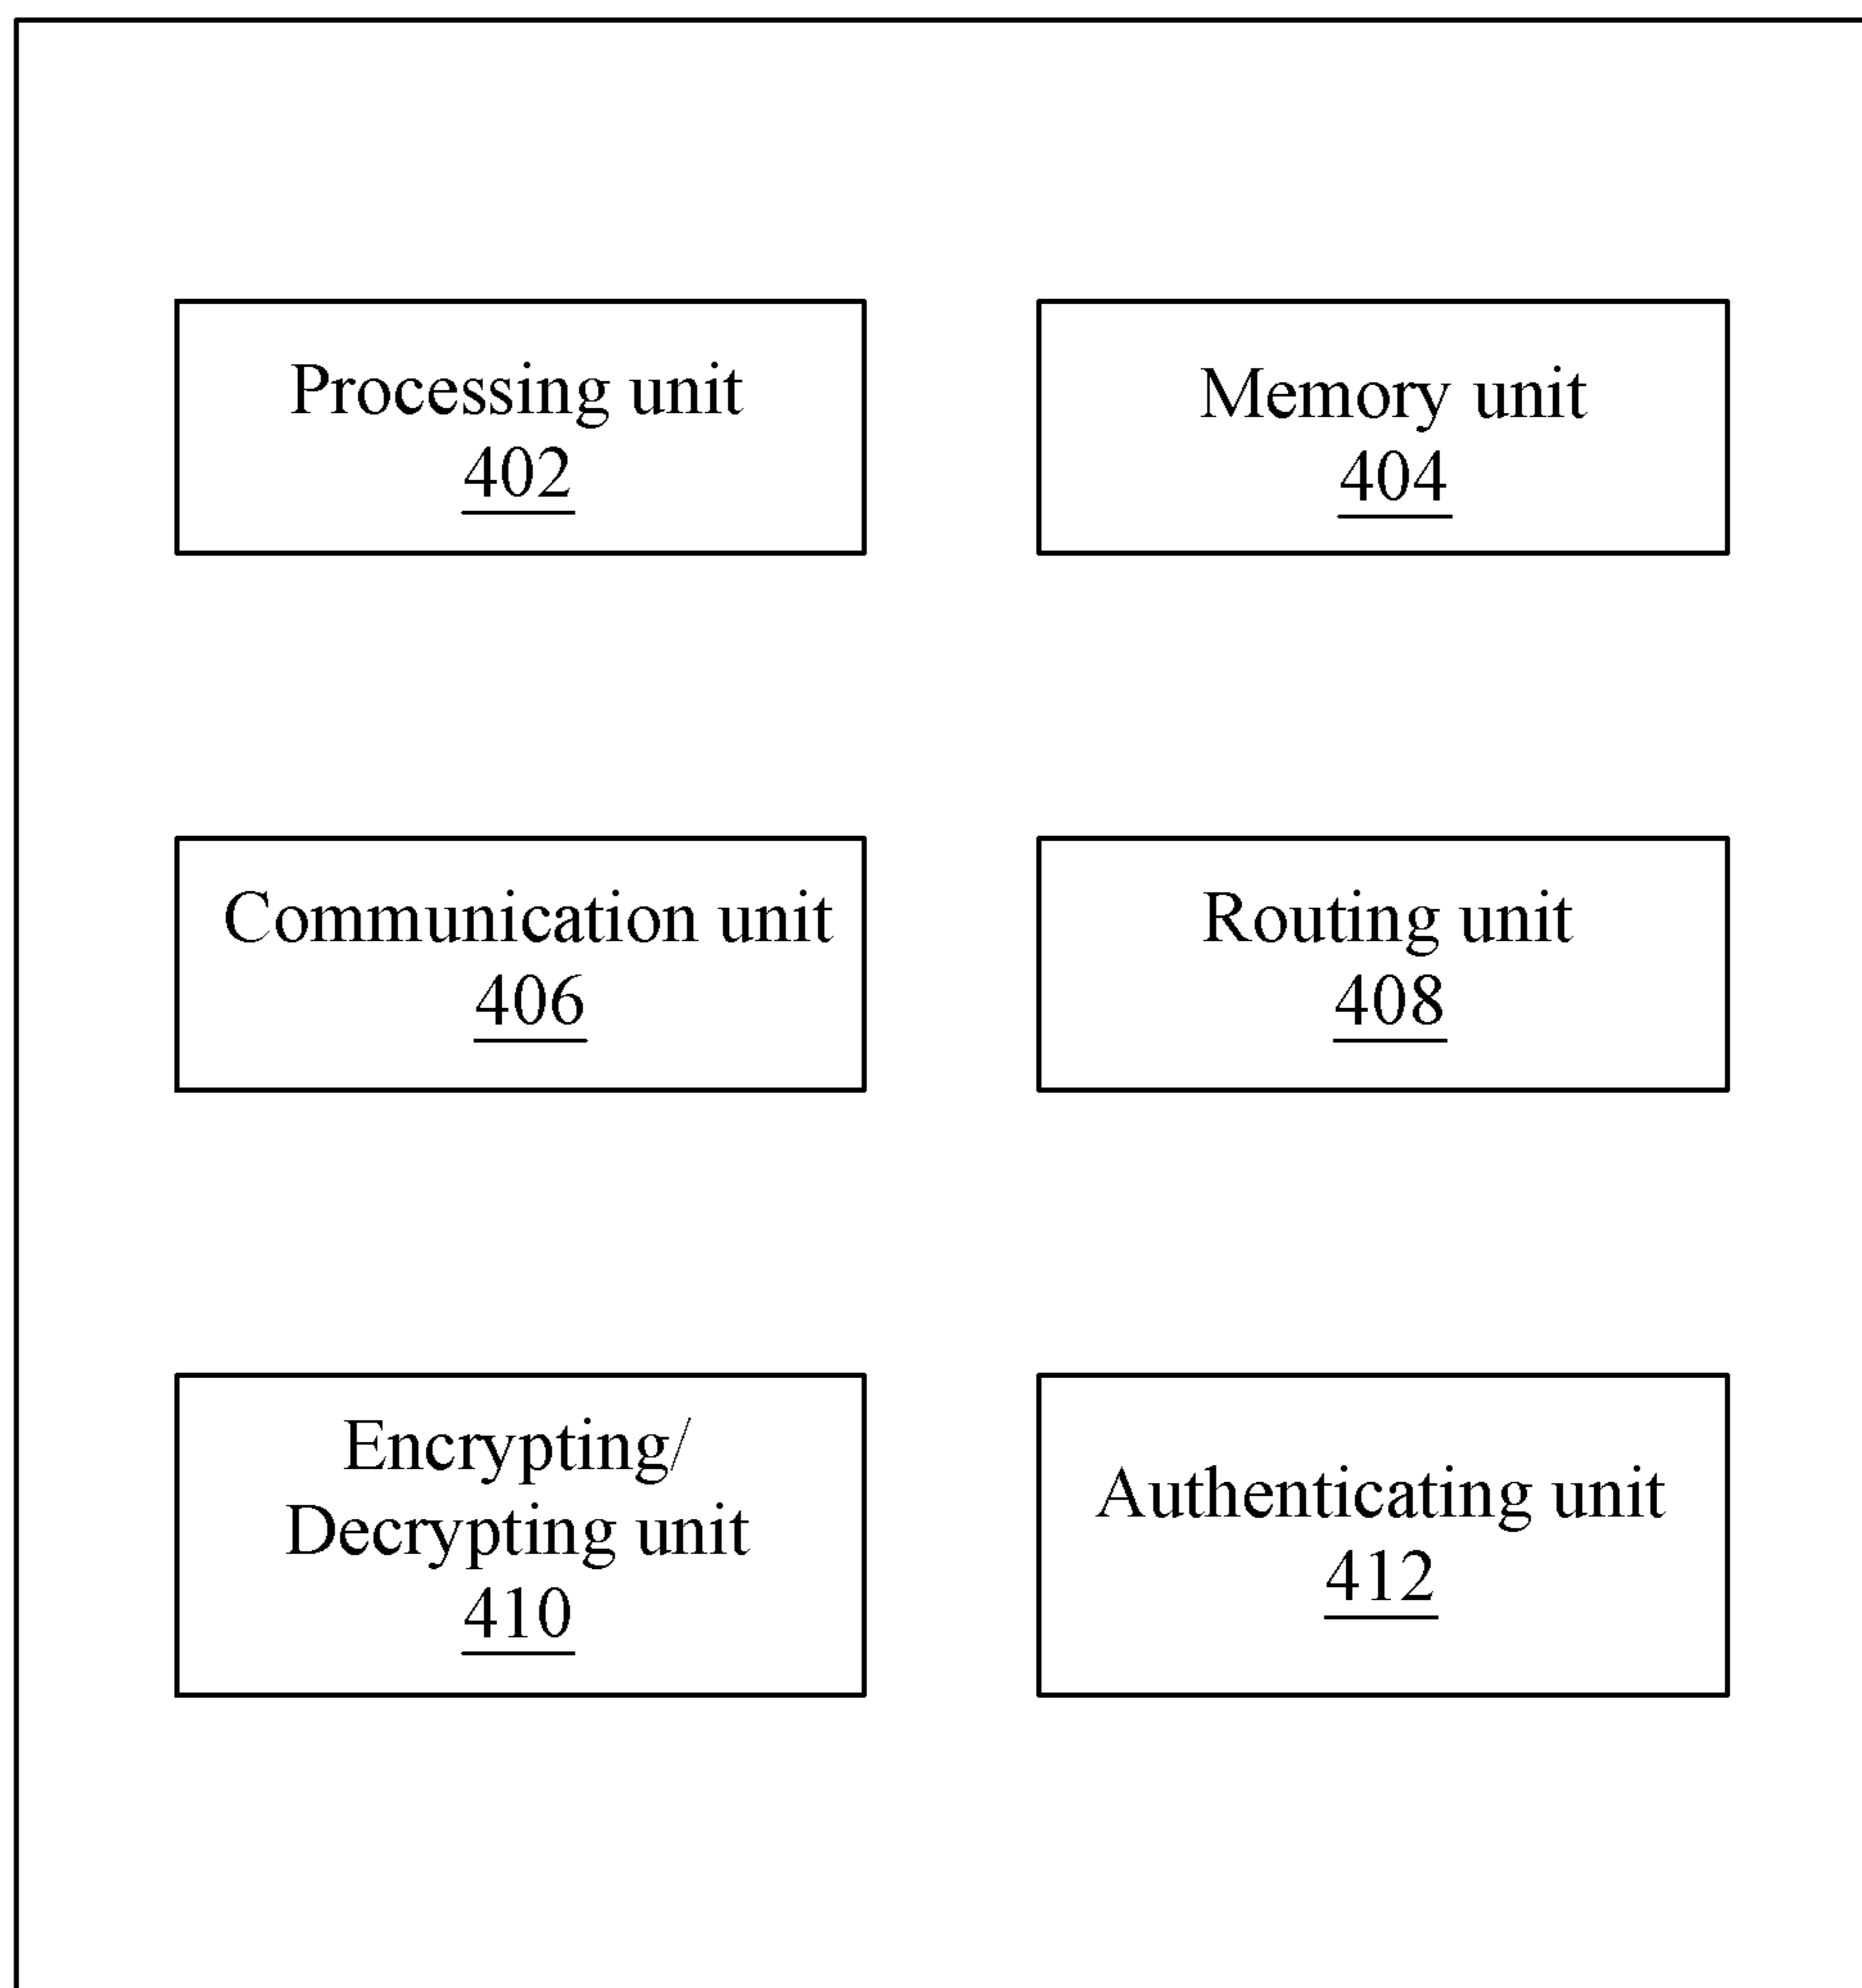 Processing unit
402
Memory unit
404
Communication unit
406
Routing unit
408
Encrypting/
Decrypting unit
410
Authenticating unit
412